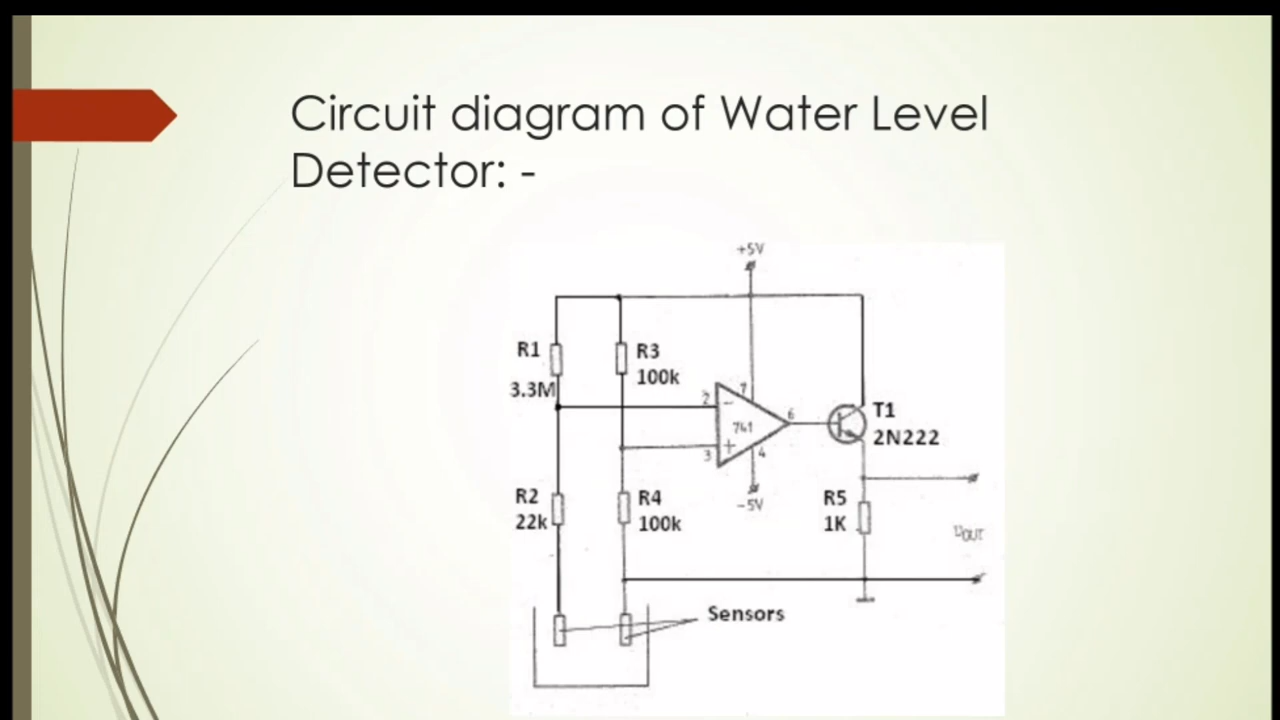 Circuit diagram of Water Level
Detector: -
+5V
R1
3.3M
R3
100k
2
-
7
741
6
3
+
4
-5V
T1
2N222
R2
22k
R4
100k
R5
1K
UOUT
Sensors